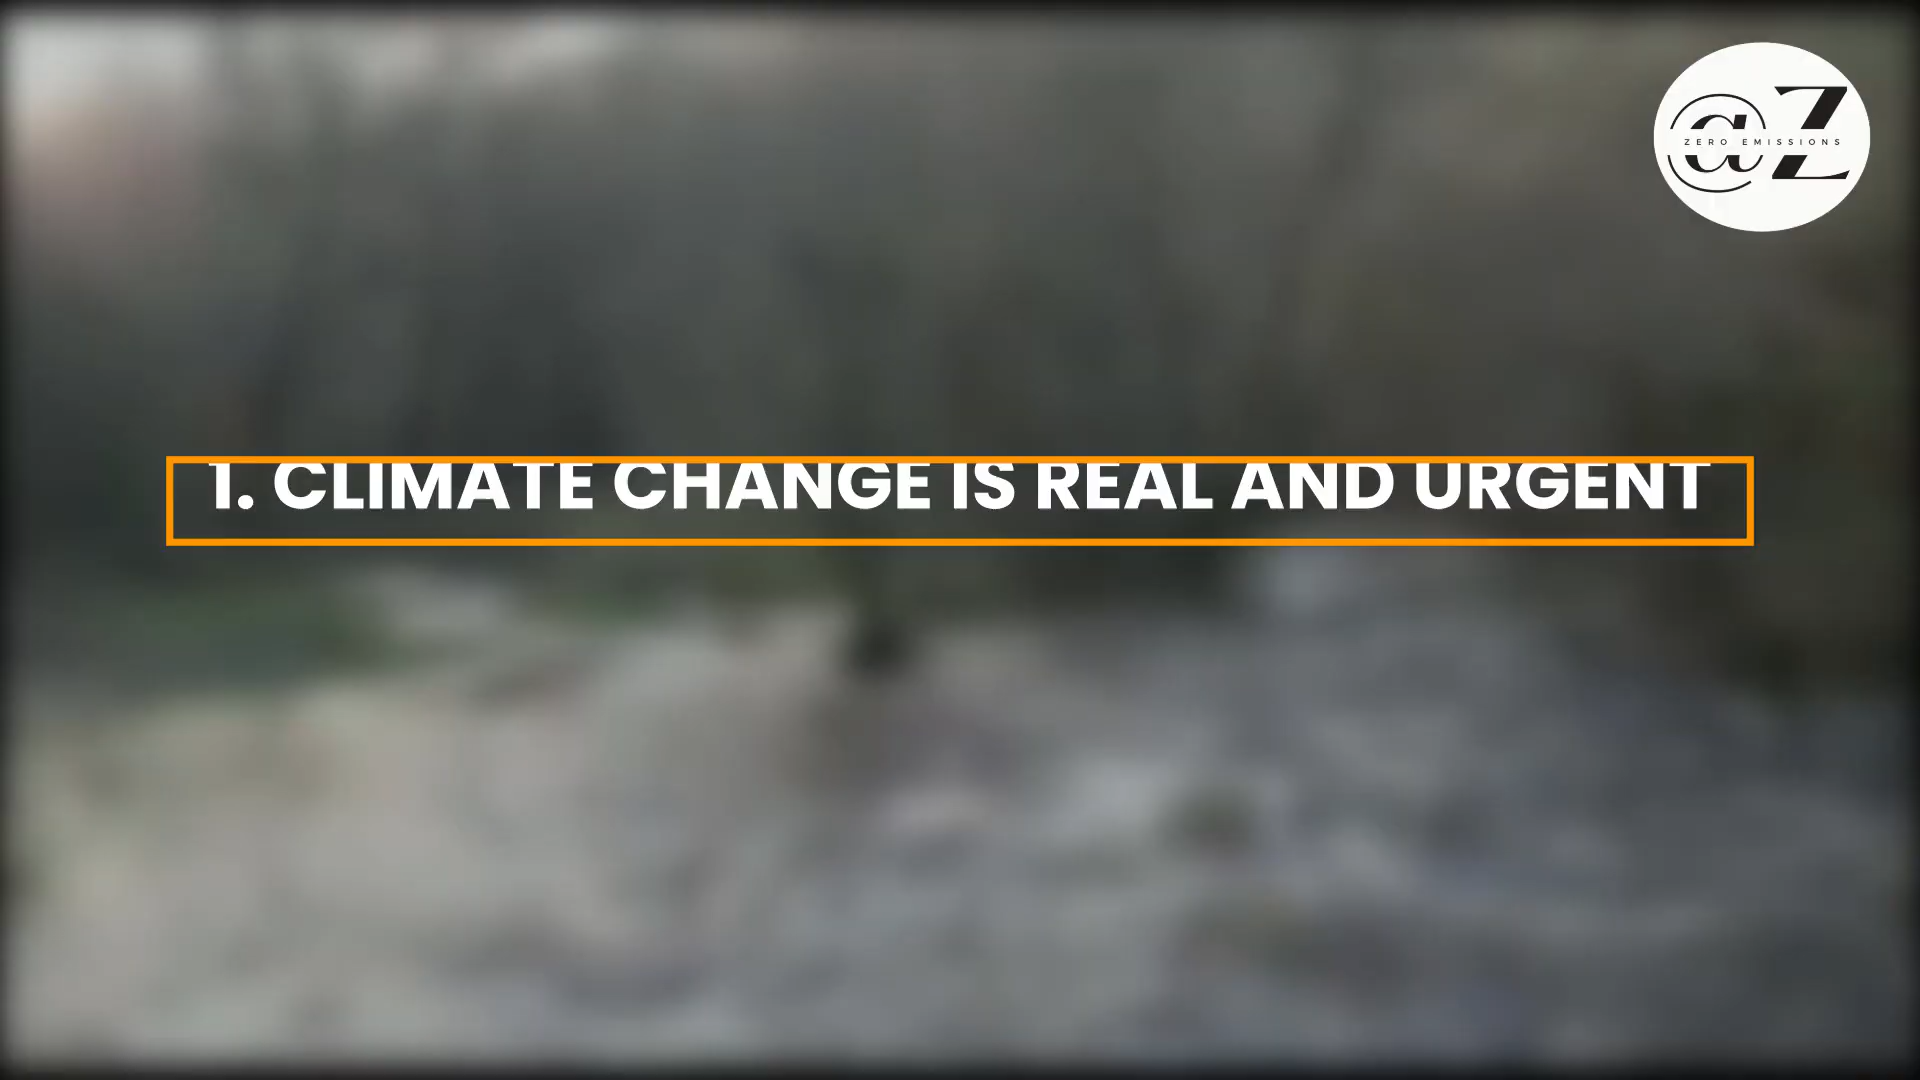 @Z
ZERO EMISSIONS
1. CLIMATE CHANGE IS REAL AND URGENT